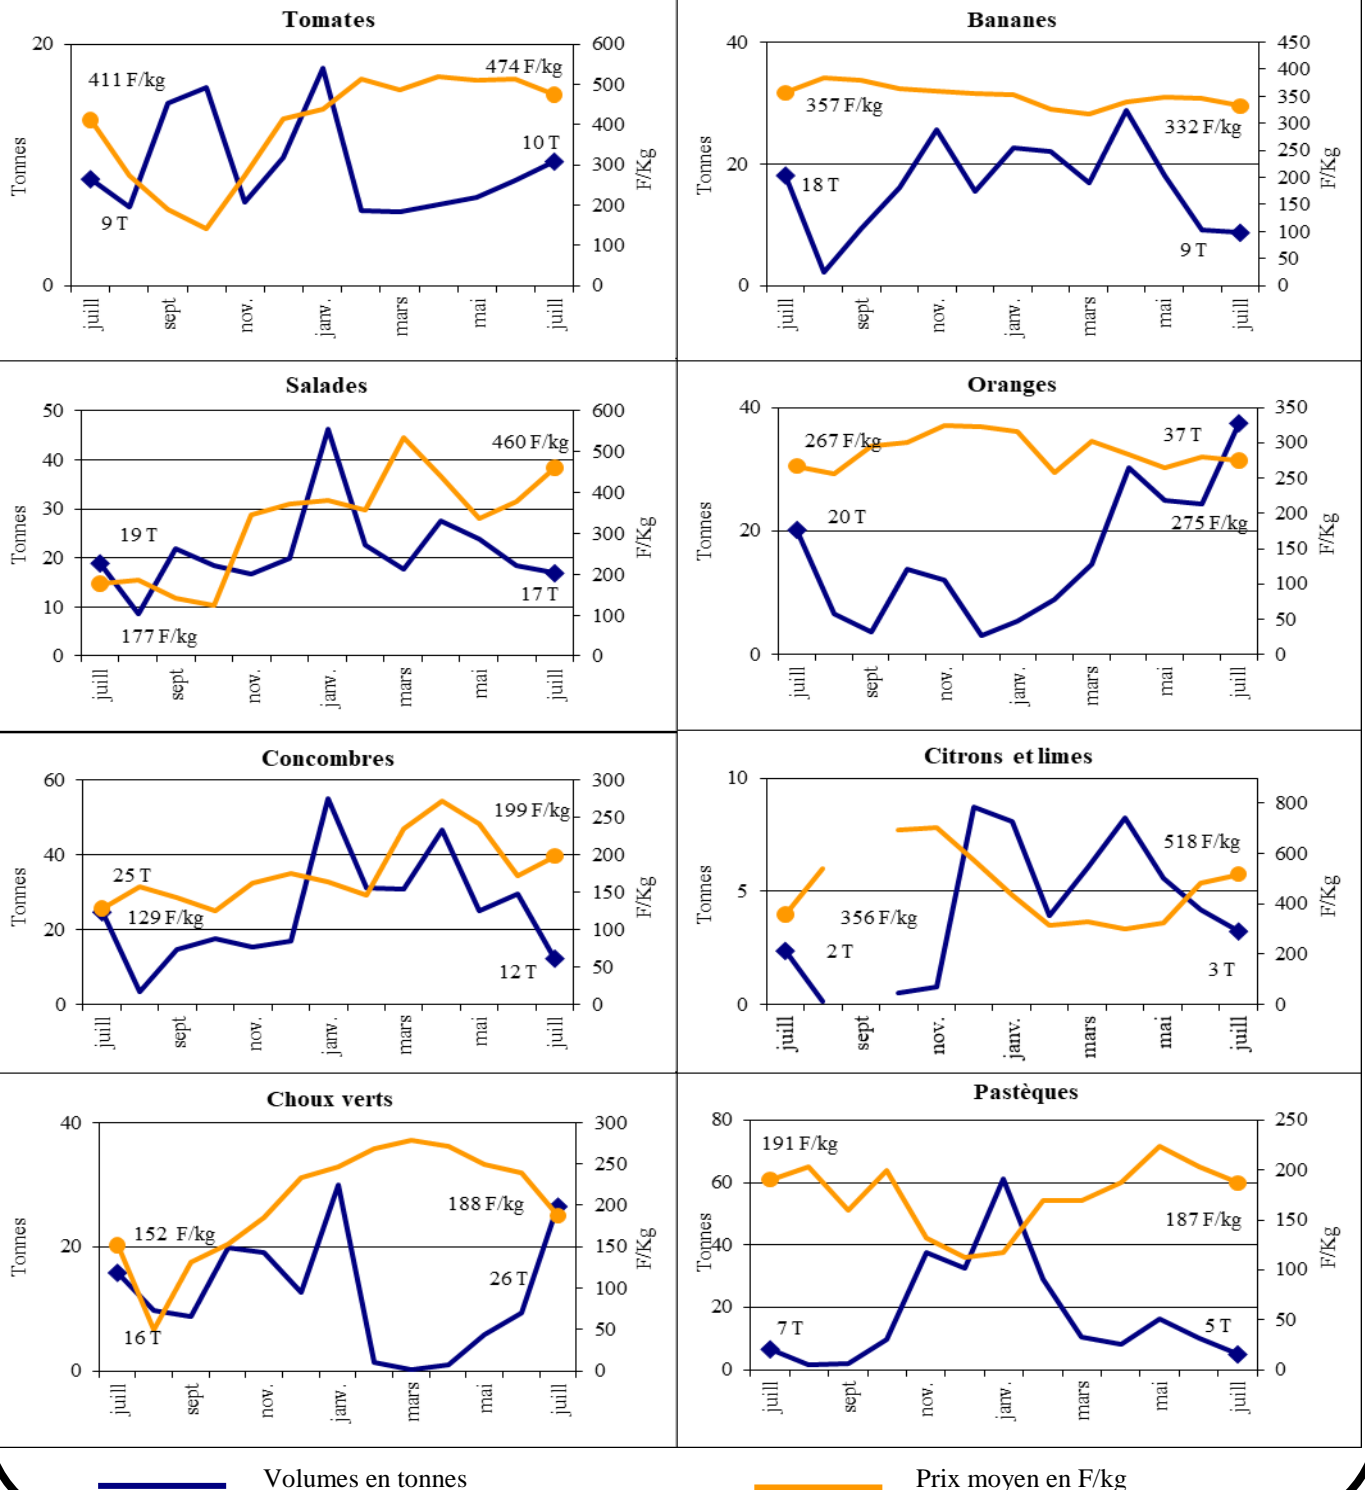 Tomates
20
0
Tonnes
600
500
400
300
200
100
0
F/Kg
411 F/kg
474 F/kg
10 T
9 T
juill
sept
nov.
janv.
mars
mai
juill
Bananes
40
20
0
Tonnes
450
400
350
300
250
200
150
100
50
0
F/Kg
357 F/kg
332 F/kg
18 T
9 T
juill
sept
nov.
janv.
mars
mai
juill
Salades
50
40
30
20
10
0
Tonnes
600
500
400
300
200
100
0
F/Kg
460 F/kg
19 T
17 T
177 F/kg
juill
sept
nov.
janv.
mars
mai
juill
Oranges
40
20
0
Tonnes
350
300
250
200
150
100
50
0
F/Kg
267 F/kg
37 T
20 T
275 F/kg
juill
sept
nov.
janv.
mars
mai
juill
Concombres
60
40
20
0
Tonnes
300
250
200
150
100
50
0
F/Kg
199 F/kg
25 T
129 F/kg
12 T
juill
sept
nov.
janv.
mars
mai
juill
Citrons et limes
10
5
0
Tonnes
800
600
400
200
0
F/Kg
518 F/kg
356 F/kg
2 T
3 T
juill
sept
nov.
janv.
mars
mai
juill
Choux verts
40
20
0
Tonnes
300
250
200
150
100
50
0
F/Kg
188 F/kg
152 F/kg
26 T
16 T
juill
sept
nov.
janv.
mars
mai
juill
Pastèques
80
60
40
20
0
Tonnes
250
200
150
100
50
0
F/Kg
191 F/kg
187 F/kg
7 T
5 T
juill
sept
nov.
janv.
mars
mai
juill
Volumes en tonnes
Prix moyen en F/kg